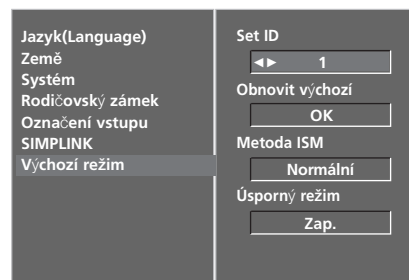 Jazyk(Language)
Země
Systém
Rodičovský zámek
Označení vstupu
SIMPLINK
Výchozí režim
Set ID
◄► 1
Obnovit výchozí
OK
Metoda ISM
Normální
Úsporný režim
Zap.